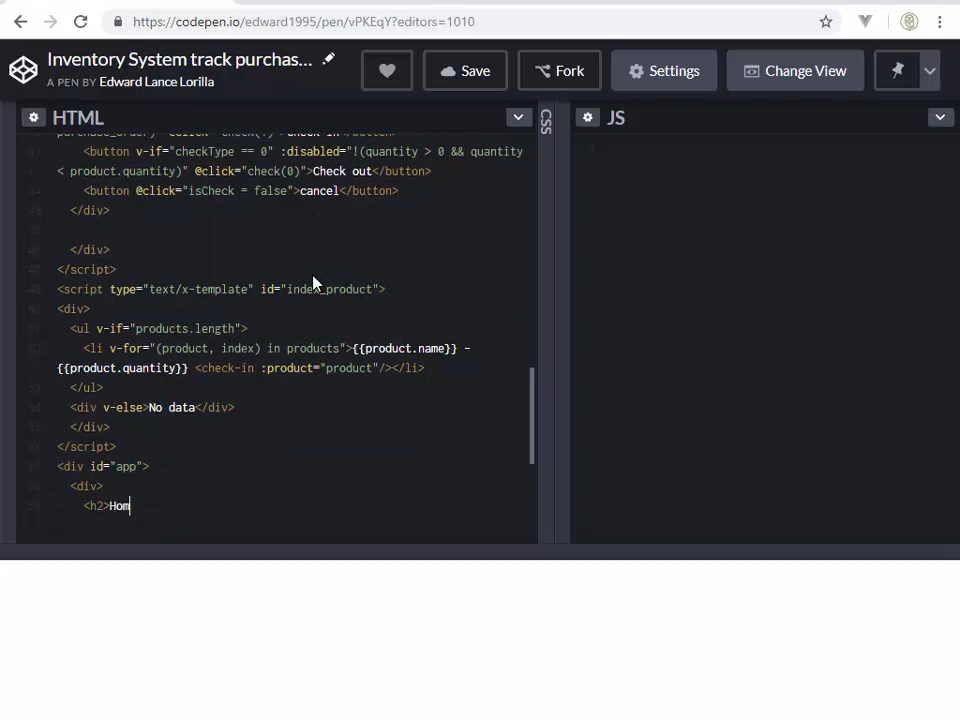 https://codepen.io/edward1995/pen/vPKEqY?editors=1010
Inventory System track purchas...
A PEN BY Edward Lance Lorilla
Save
Fork
Settings
Change View
HTML
CSS
JS
<button v-if="checkType == 0" :disabled="!(quantity > 0 && quantity
< product.quantity)" @click="check(0)">Check out</button>
<button @click="isCheck = false">cancel</button>
</div>
</div>
</script>
<script type="text/x-template" id="index_product">
<div>
<ul v-if="products.length">
<li v-for="(product, index) in products">{{product.name}} -
{{product.quantity}} <check-in :product="product"/></li>
</ul>
<div v-else>No data</div>
</div>
</script>
<div id="app">
<div>
<h2>Hom